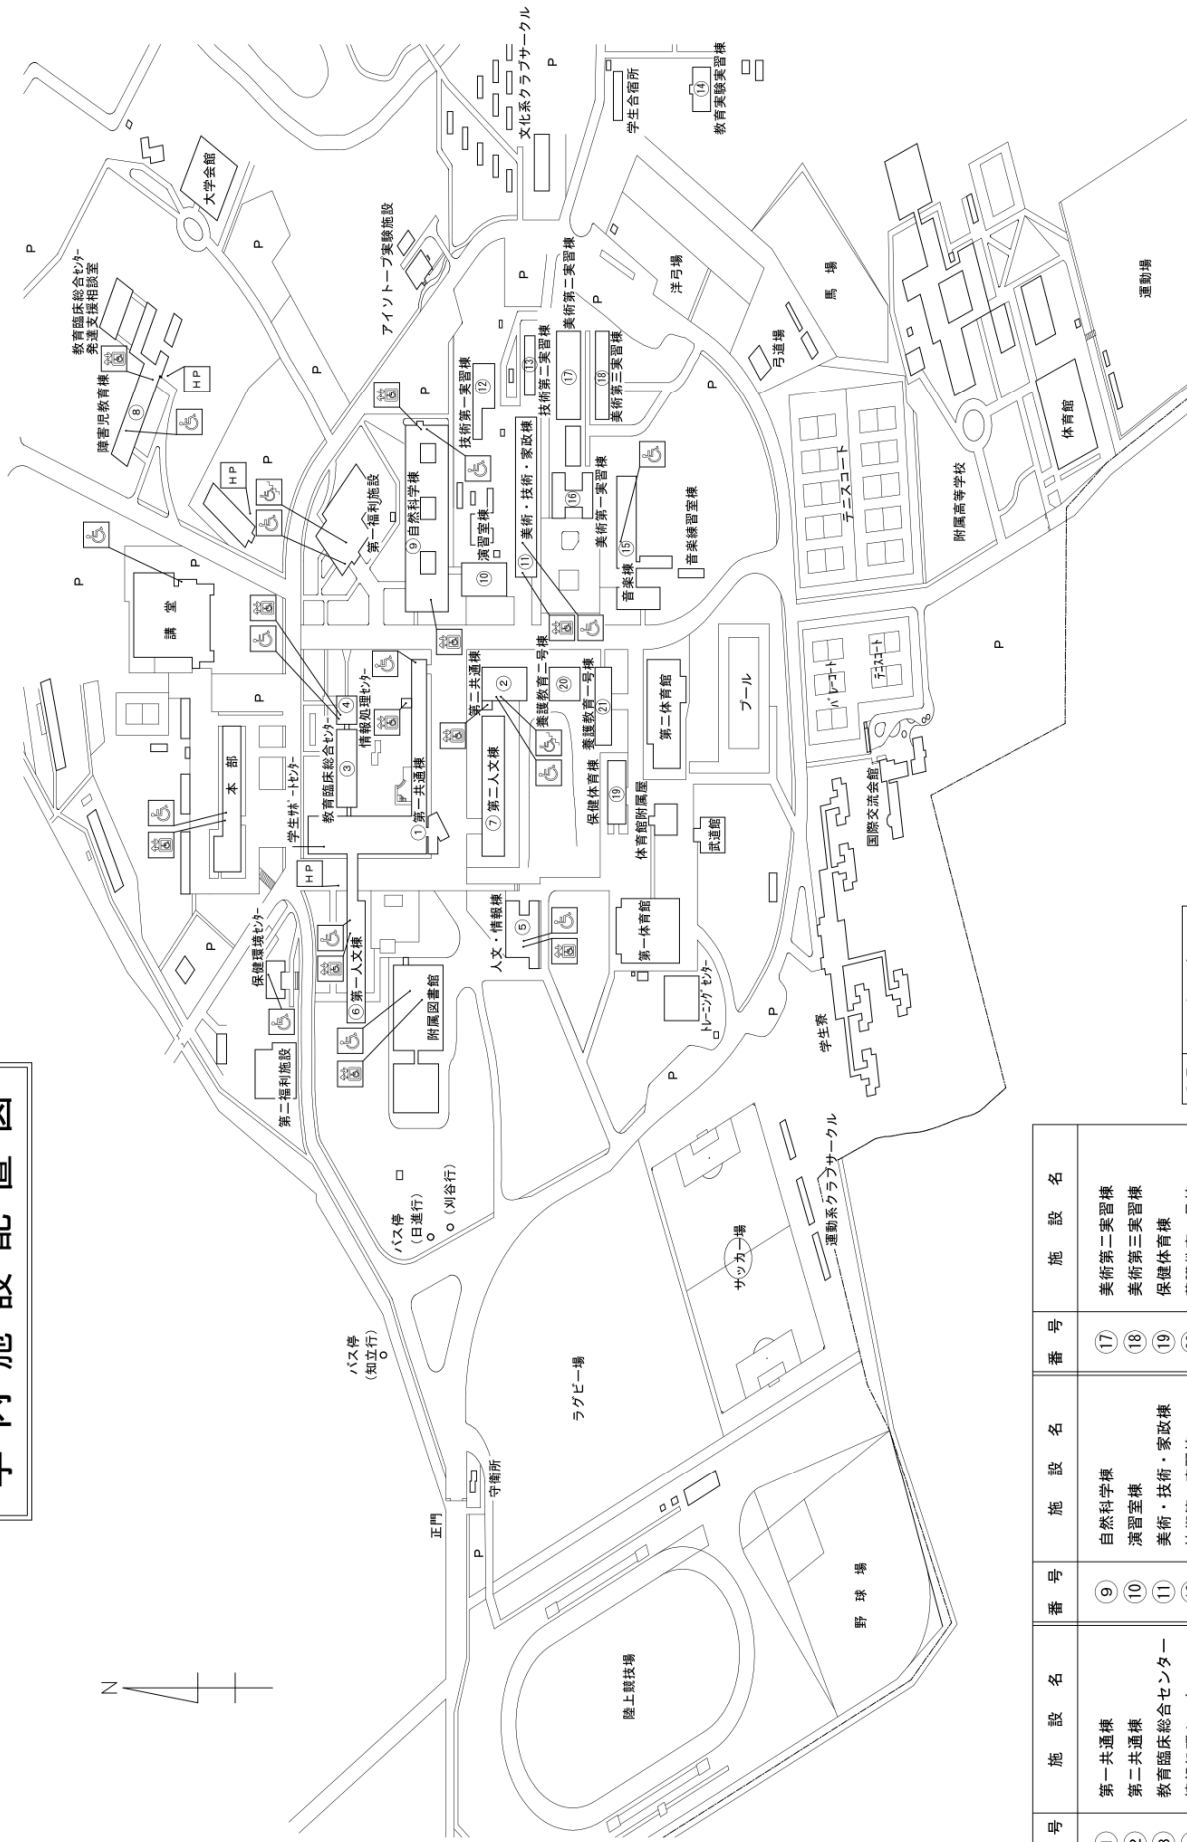 学内施設配置図
N
大学会館
P
P
文化系クラブサークル
P
学生合宿所
⑭
教育実験実習棟
教育臨床総合センター
発達支援相談室
障害児教育棟
⑧
HP
P
アイソトープ実験施設
HP
P
P
P
講堂
P
第一福利施設
⑨自然科学棟
技術第一実習棟
⑫
⑬
技術第二実習棟
美術第二実習棟
⑰
⑱
美術第三実習棟
P
洋弓場
馬場
弓道場
P
演習室棟
⑩
⑪
美術・技術・家政棟
⑯
美術第一実習棟
⑮
音楽棟
音楽練習室棟
テニスコート
附属高等学校
体育館
運動場
本部
P
学生サポートセンター
教育臨床総合センター
③
④
情報処理センター
①第一共通棟
第二共通棟
②
⑦第二人文棟
養護教育二号棟
⑳
養護教育一号棟
㉑
保健体育棟
⑲
第二体育館
プール
バレーコート
テニスコート
P
国際交流会館
体育館附属屋
武道館
HP
P
保健環境センター
第二福利施設
⑥第一人文棟
附属図書館
人文・情報棟
⑤
第一体育館
トレーニングセンター
P
P
学生寮
バス停
(日進行)
(刈谷行)
バス停
(知立行)
サッカー場
運動系クラブサークル
ラグビー場
正門
守衛所
P
陸上競技場
野球場
号 施設名 番号 施設名 番号 施設名
第一共通棟 ⑨ 自然科学棟 ⑰ 美術第二実習棟
第二共通棟 ⑩ 演習室棟 ⑱ 美術第三実習棟
教育臨床総合センター ⑪ 美術・技術・家政棟 ⑲ 保健体育棟